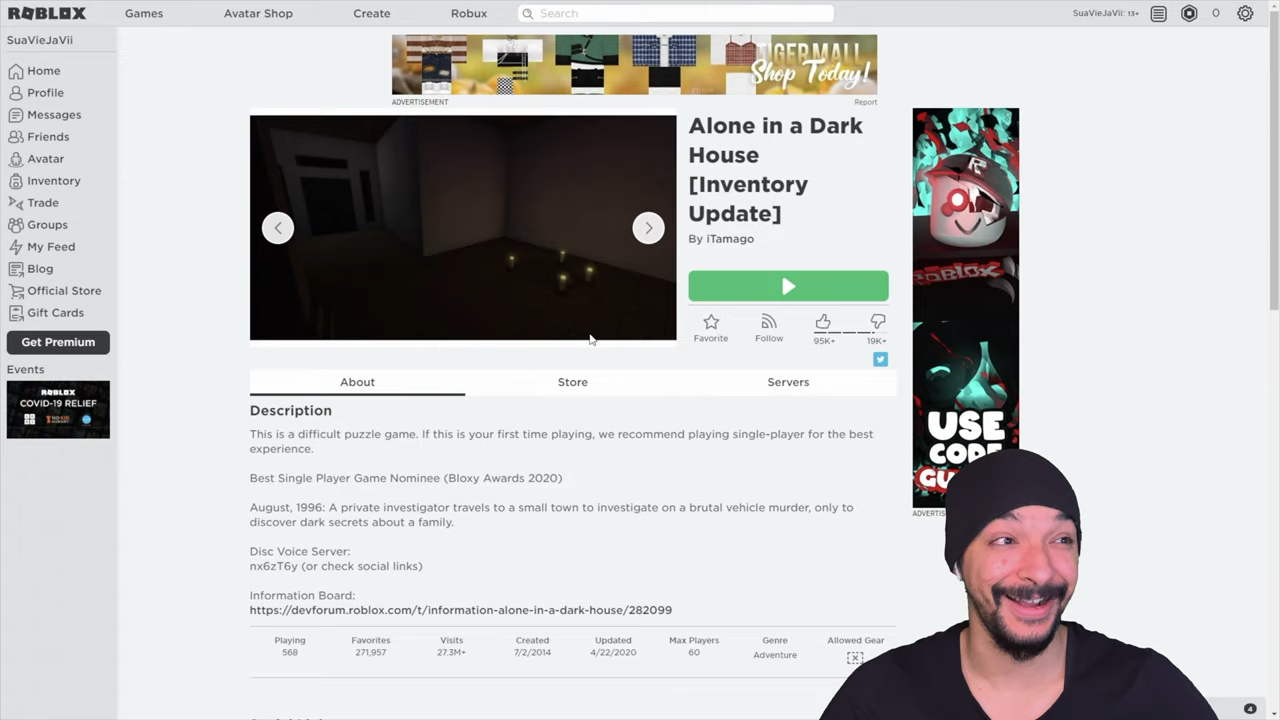 ROBLOX
Games
Avatar Shop
Create
Robux
Search
SuaVieJaVii: 13+
0
SuaVieJaVii
Home
Profile
Messages
Friends
Avatar
Inventory
Trade
Groups
My Feed
Blog
Official Store
Gift Cards
Get Premium
Events
ROBLOX
COVID-19 RELIEF
TIGERMALL
Shop Today!
ADVERTISEMENT
Report
Alone in a Dark
House
[Inventory
Update]
By iTamago
Favorite
Follow
95K+
19K+
About
Store
Servers
Description
This is a difficult puzzle game. If this is your first time playing, we recommend playing single-player for the best
experience.
Best Single Player Game Nominee (Bloxy Awards 2020)
August, 1996: A private investigator travels to a small town to investigate on a brutal vehicle murder, only to
discover dark secrets about a family.
Disc Voice Server:
nx6zT6y (or check social links)
Information Board:
https://devforum.roblox.com/t/information-alone-in-a-dark-house/282099
Playing
568
Favorites
271,957
Visits
27.3M+
Created
7/2/2014
Updated
4/22/2020
Max Players
60
Genre
Adventure
Allowed Gear
R
ROBLOX
USE
CODE
4